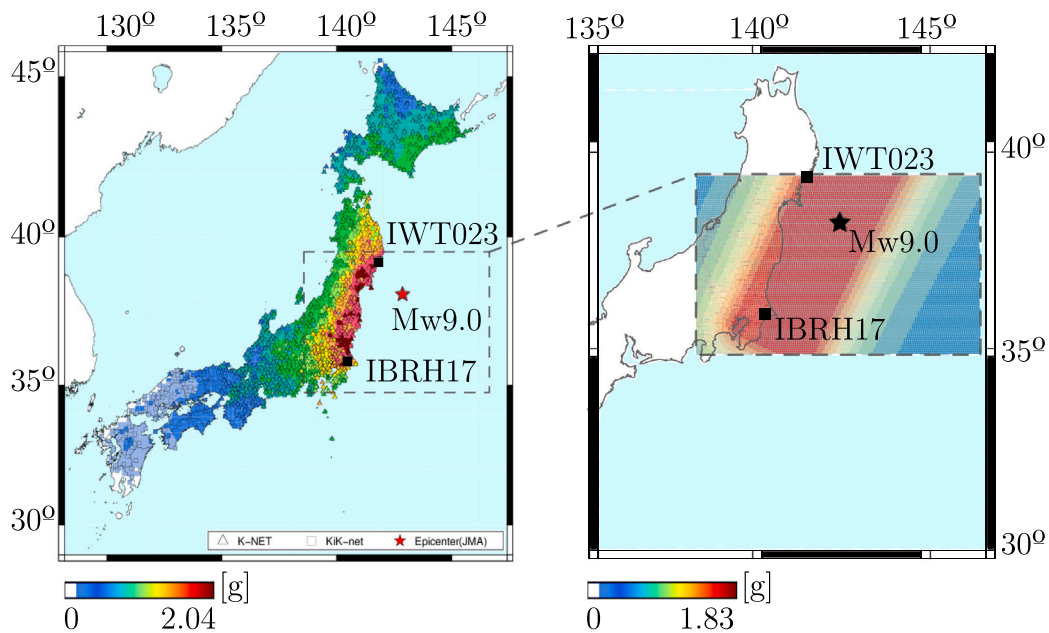 130º 135º 140º 145º
45º
40º
35º
30º
IWT023
Mw9.0
IBRH17
K-NET KiK-net Epicenter(JMA)
[g]
0 2.04
135º 140º 145º
40º
35º
30º
IWT023
Mw9.0
IBRH17
[g]
0 1.83